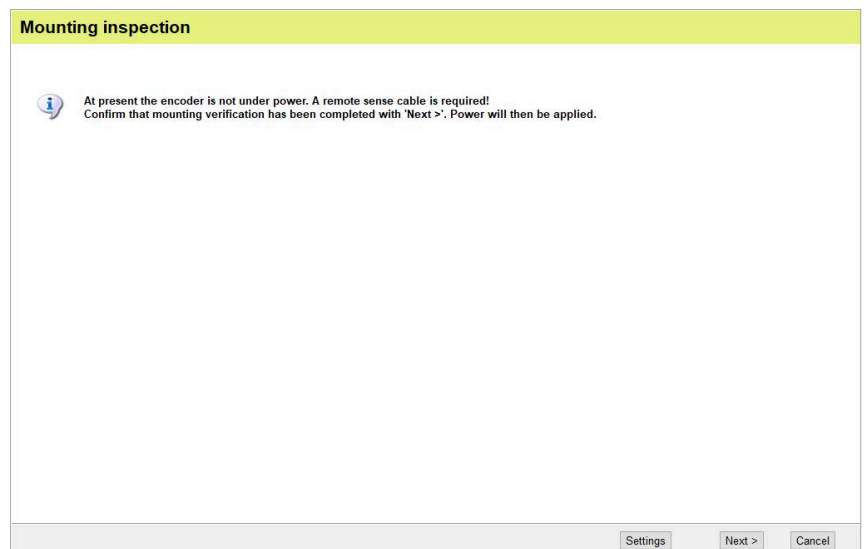 Mounting inspection
At present the encoder is not under power. A remote sense cable is required!
Confirm that mounting verification has been completed with 'Next >'. Power will then be applied.
Settings Next > Cancel